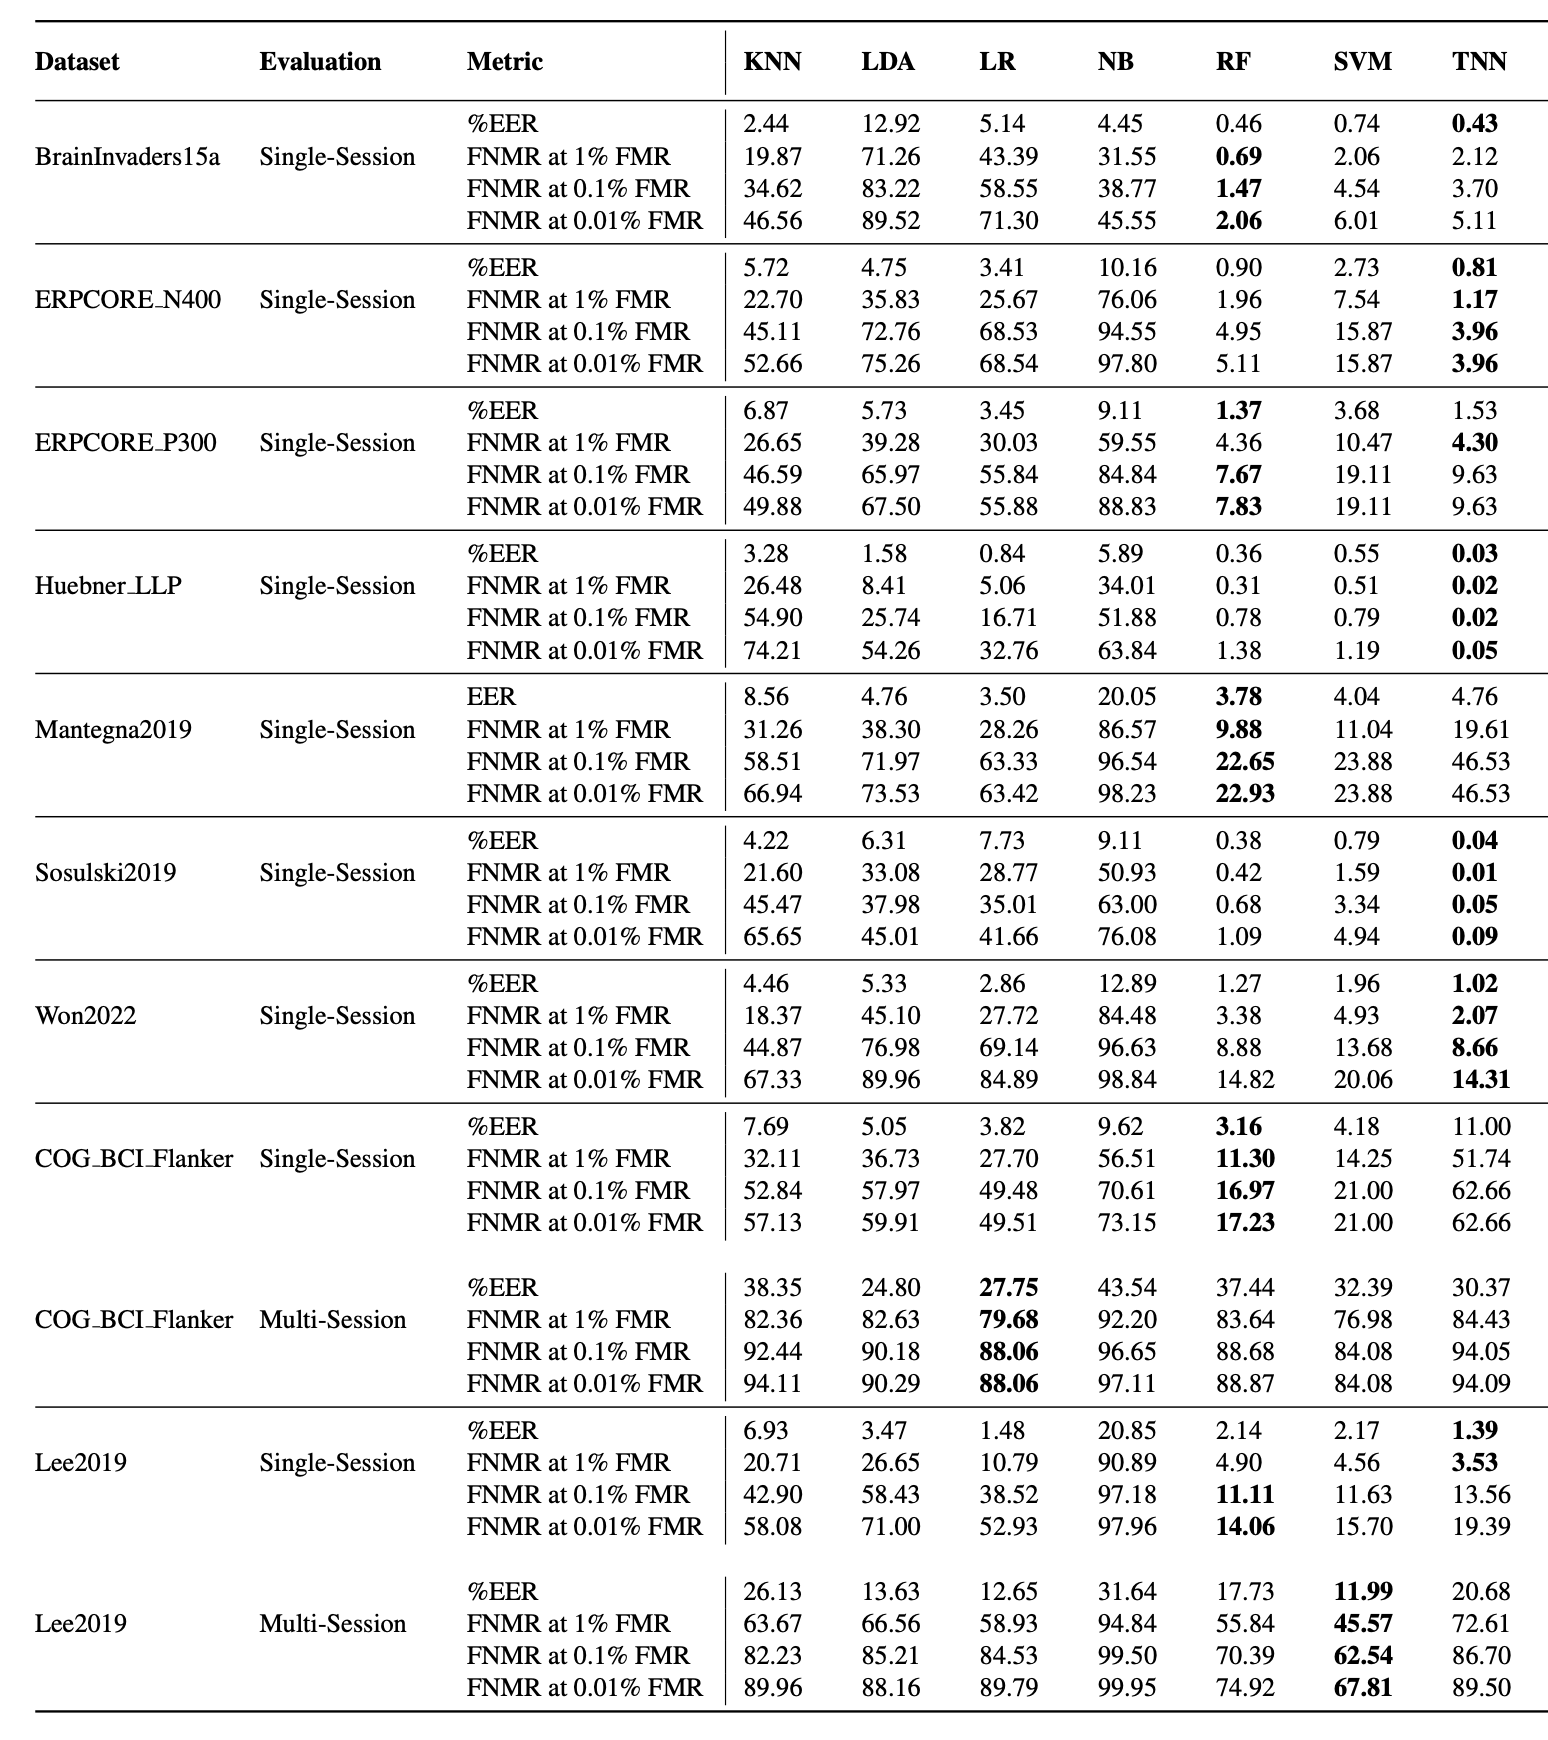 Dataset Evaluation Metric KNN LDA LR NB RF SVM TNN
%EER 2.44 12.92 5.14 4.45 0.46 0.74 0.43
BrainInvaders15a Single-Session FNMR at 1% FMR 19.87 71.26 43.39 31.55 0.69 2.06 2.12
FNMR at 0.1% FMR 34.62 83.22 58.55 38.77 1.47 4.54 3.70
FNMR at 0.01% FMR 46.56 89.52 71.30 45.55 2.06 6.01 5.11
%EER 5.72 4.75 3.41 10.16 0.90 2.73 0.81
ERPCORE_N400 Single-Session FNMR at 1% FMR 22.70 35.83 25.67 76.06 1.96 7.54 1.17
FNMR at 0.1% FMR 45.11 72.76 68.53 94.55 4.95 15.87 3.96
FNMR at 0.01% FMR 52.66 75.26 68.54 97.80 5.11 15.87 3.96
%EER 6.87 5.73 3.45 9.11 1.37 3.68 1.53
ERPCORE_P300 Single-Session FNMR at 1% FMR 26.65 39.28 30.03 59.55 4.36 10.47 4.30
FNMR at 0.1% FMR 46.59 65.97 55.84 84.84 7.67 19.11 9.63
FNMR at 0.01% FMR 49.88 67.50 55.88 88.83 7.83 19.11 9.63
%EER 3.28 1.58 0.84 5.89 0.36 0.55 0.03
Huebner_LLP Single-Session FNMR at 1% FMR 26.48 8.41 5.06 34.01 0.31 0.51 0.02
FNMR at 0.1% FMR 54.90 25.74 16.71 51.88 0.78 0.79 0.02
FNMR at 0.01% FMR 74.21 54.26 32.76 63.84 1.38 1.19 0.05
EER 8.56 4.76 3.50 20.05 3.78 4.04 4.76
Mantegna2019 Single-Session FNMR at 1% FMR 31.26 38.30 28.26 86.57 9.88 11.04 19.61
FNMR at 0.1% FMR 58.51 71.97 63.33 96.54 22.65 23.88 46.53
FNMR at 0.01% FMR 66.94 73.53 63.42 98.23 22.93 23.88 46.53
%EER 4.22 6.31 7.73 9.11 0.38 0.79 0.04
Sosulski2019 Single-Session FNMR at 1% FMR 21.60 33.08 28.77 50.93 0.42 1.59 0.01
FNMR at 0.1% FMR 45.47 37.98 35.01 63.00 0.68 3.34 0.05
FNMR at 0.01% FMR 65.65 45.01 41.66 76.08 1.09 4.94 0.09
%EER 4.46 5.33 2.86 12.89 1.27 1.96 1.02
Won2022 Single-Session FNMR at 1% FMR 18.37 45.10 27.72 84.48 3.38 4.93 2.07
FNMR at 0.1% FMR 44.87 76.98 69.14 96.63 8.88 13.68 8.66
FNMR at 0.01% FMR 67.33 89.96 84.89 98.84 14.82 20.06 14.31
%EER 7.69 5.05 3.82 9.62 3.16 4.18 11.00
COG_BCI_Flanker Single-Session FNMR at 1% FMR 32.11 36.73 27.70 56.51 11.30 14.25 51.74
FNMR at 0.1% FMR 52.84 57.97 49.48 70.61 16.97 21.00 62.66
FNMR at 0.01% FMR 57.13 59.91 49.51 73.15 17.23 21.00 62.66
%EER 38.35 24.80 27.75 43.54 37.44 32.39 30.37
COG_BCI_Flanker Multi-Session FNMR at 1% FMR 82.36 82.63 79.68 92.20 83.64 76.98 84.43
FNMR at 0.1% FMR 92.44 90.18 88.06 96.65 88.68 84.08 94.05
FNMR at 0.01% FMR 94.11 90.29 88.06 97.11 88.87 84.08 94.09
%EER 6.93 3.47 1.48 20.85 2.14 2.17 1.39
Lee2019 Single-Session FNMR at 1% FMR 20.71 26.65 10.79 90.89 4.90 4.56 3.53
FNMR at 0.1% FMR 42.90 58.43 38.52 97.18 11.11 11.63 13.56
FNMR at 0.01% FMR 58.08 71.00 52.93 97.96 14.06 15.70 19.39
%EER 26.13 13.63 12.65 31.64 17.73 11.99 20.68
Lee2019 Multi-Session FNMR at 1% FMR 63.67 66.56 58.93 94.84 55.84 45.57 72.61
FNMR at 0.1% FMR 82.23 85.21 84.53 99.50 70.39 62.54 86.70
FNMR at 0.01% FMR 89.96 88.16 89.79 99.95 74.92 67.81 89.50